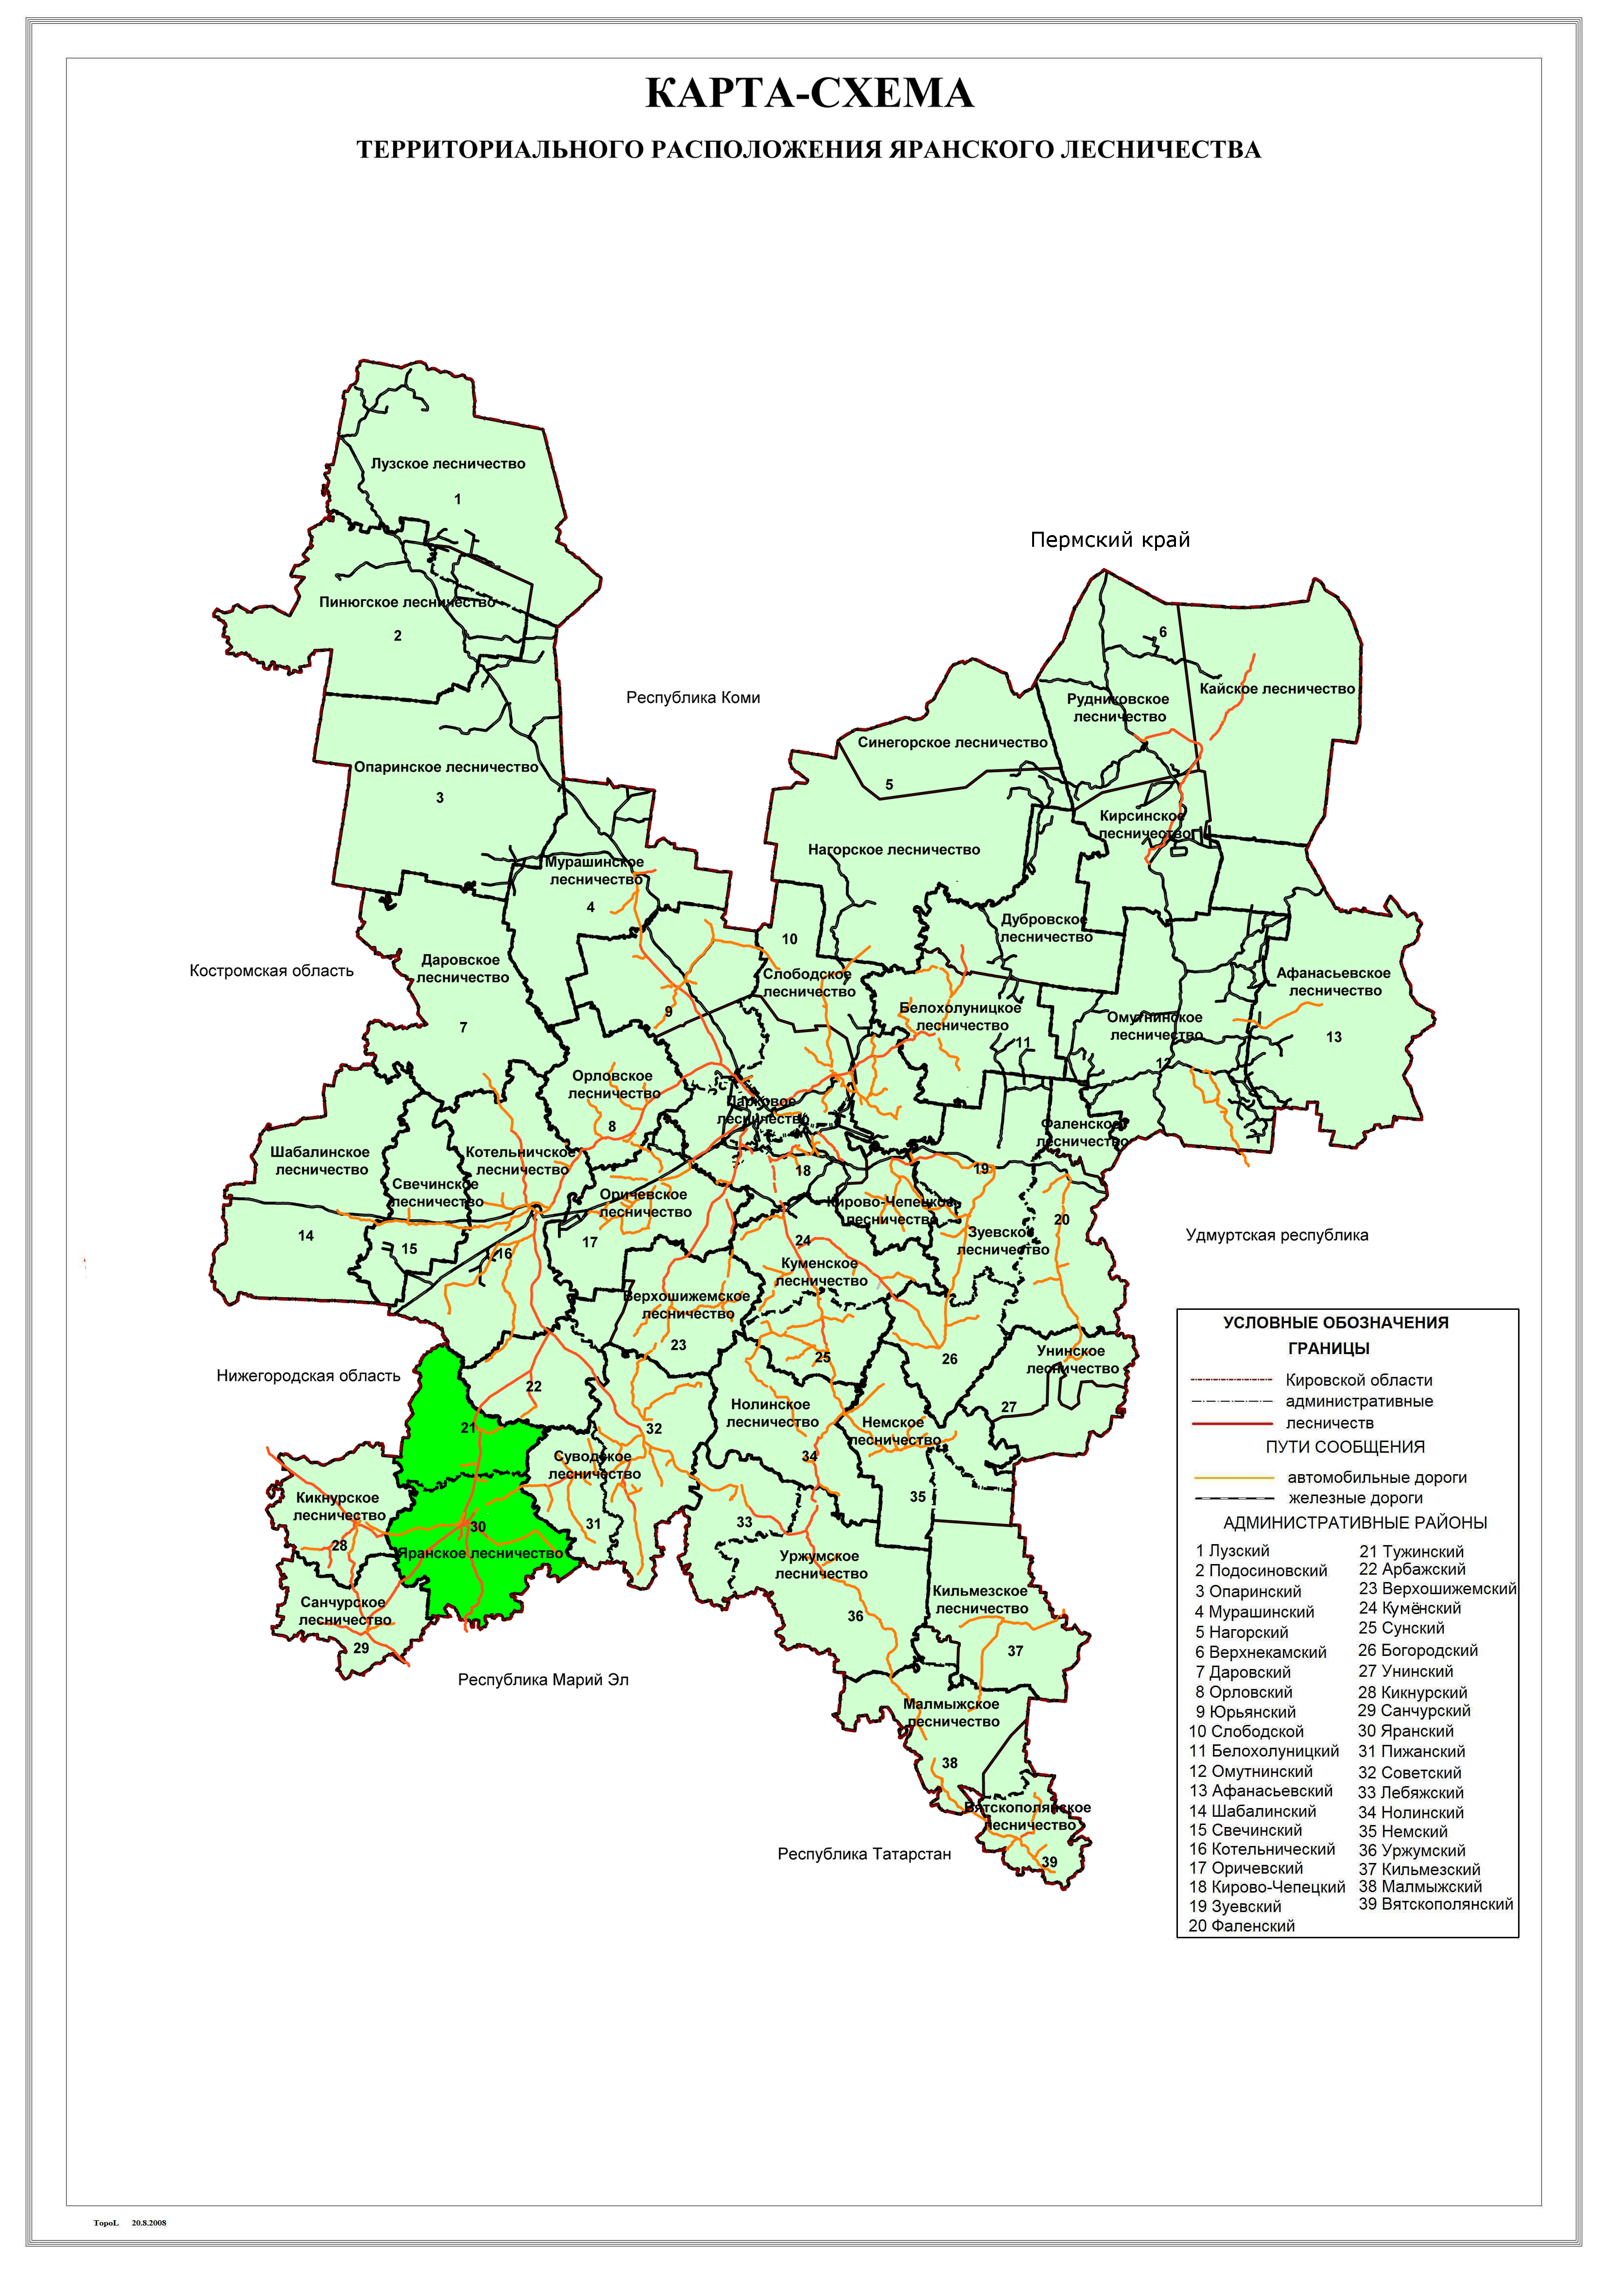 КАРТА-СХЕМА
ТЕРРИТОРИАЛЬНОГО РАСПОЛОЖЕНИЯ ЯРАНСКОГО ЛЕСНИЧЕСТВА
Лузское лесничество
1
Пермский край
Пинюгское лесничество
2
6
Республика Коми
Кайское лесничество
Рудниковское
лесничество
Синегорское лесничество
5
Опаринское лесничество
3
Кирсинское
лесничество
Нагорское лесничество
Мурашинское
лесничество
4
Дубровское
лесничество
10
Костромская область
Даровское
лесничество
7
Слободское
лесничество
Афанасьевское
лесничество
13
9
Белохолуницкое
лесничество
11
Омутнинское
лесничество
12
Орловское
лесничество
8
Парковое
лесничество
Фаленское
лесничество
Шабалинское
лесничество
14
Котельничское
лесничество
Свечинское
лесничество
15
16
18
19
Оричевское
лесничество
17
Кирово-Чепецкое
лесничество
20
Зуевское
лесничество
Удмуртская республика
24
Куменское
лесничество
Верхошижемское
лесничество
23
25
26
Унинское
лесничество
27
Нижегородская область
22
21
32
Нолинское
лесничество
34
Немское
лесничество
35
Суводское
лесничество
31
Кикнурское
лесничество
28
30
Яранское лесничество
33
Уржумское
лесничество
36
Санчурское
лесничество
29
Кильмезское
лесничество
37
Республика Марий Эл
Малмыжское
лесничество
38
Вятскополянское
лесничество
39
Республика Татарстан
УСЛОВНЫЕ ОБОЗНАЧЕНИЯ
ГРАНИЦЫ
Кировской области
административные
лесничеств
ПУТИ СООБЩЕНИЯ
автомобильные дороги
железные дороги
АДМИНИСТРАТИВНЫЕ РАЙОНЫ
1 Лузский
2 Подосиновский
3 Опаринский
4 Мурашинский
5 Нагорский
6 Верхнекамский
7 Даровский
8 Орловский
9 Юрьянский
10 Слободской
11 Белохолуницкий
12 Омутнинский
13 Афанасьевский
14 Шабалинский
15 Свечинский
16 Котельнический
17 Оричевский
18 Кирово-Чепецкий
19 Зуевский
20 Фаленский
21 Тужинский
22 Арбажский
23 Верхошижемский
24 Кумёнский
25 Сунский
26 Богородский
27 Унинский
28 Кикнурский
29 Санчурский
30 Яранский
31 Пижанский
32 Советский
33 Лебяжский
34 Нолинский
35 Немский
36 Уржумский
37 Кильмезский
38 Малмыжский
39 Вятскополянский
TopoL 20.8.2008